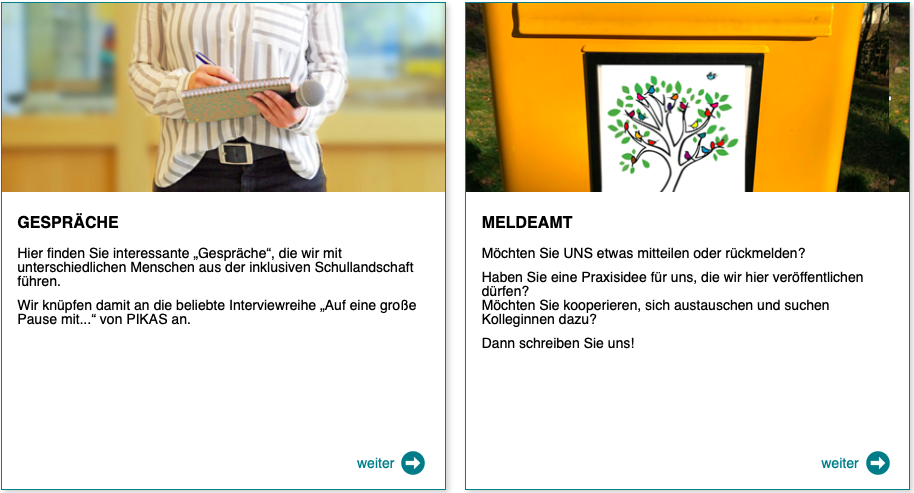 GESPRÄCHE
Hier finden Sie interessante „Gespräche“, die wir mit
unterschiedlichen Menschen aus der inklusiven Schullandschaft
führen.
Wir knüpfen damit an die beliebte Interviewreihe „Auf eine große
Pause mit...“ von PIKAS an.
weiter
MELDEAMT
Möchten Sie UNS etwas mitteilen oder rückmelden?
Haben Sie eine Praxisidee für uns, die wir hier veröffentlichen
dürfen?
Möchten Sie kooperieren, sich austauschen und suchen
Kolleginnen dazu?
Dann schreiben Sie uns!
weiter